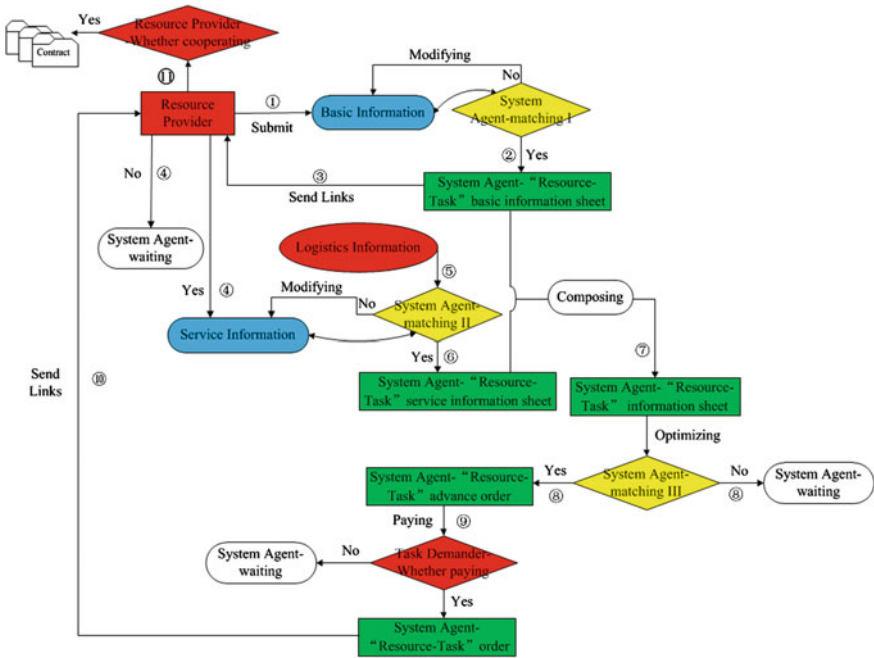 Yes
Resource Provider
-Whether cooperating
Contract
⑪
Modifying
No
Resource
Provider
①
Submit
Basic Information
System
Agent-matching I
② Yes
③
Send Links
System Agent-“Resource-
Task” basic information sheet
No ④
System Agent-
waiting
Logistics Information
⑤
Yes ④
Modifying
No
System Agent-
matching II
Composing
Service Information
Yes ⑥
⑦
Send
Links
⑩
System Agent-“Resource-
Task” service information sheet
System Agent-“Resource-
Task” information sheet
Optimizing
System Agent-“Resource-
Task” advance order
Yes
⑧
System Agent-
matching III
No
⑧
System Agent-
waiting
Paying ⑨
System Agent-
waiting
No
Task Demander-
Whether paying
Yes
System Agent-
“Resource-Task” order